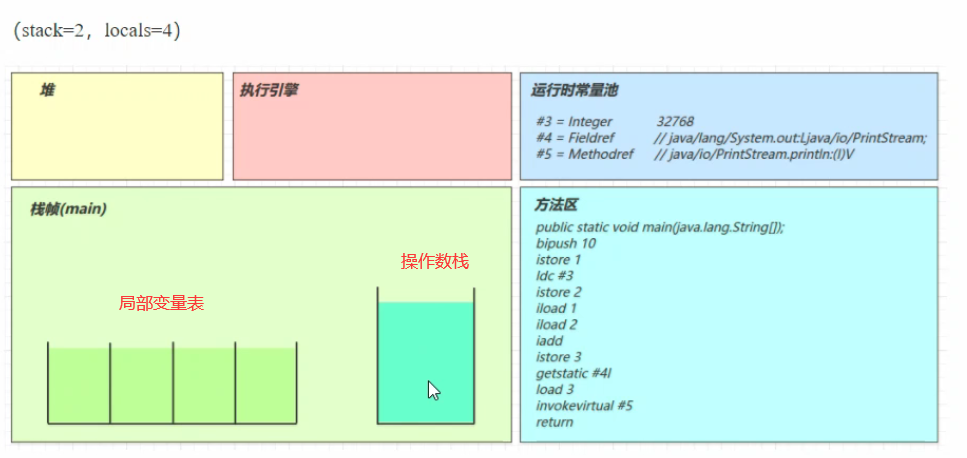 (stack=2，locals=4)
堆
执行引擎
运行时常量池
#3 = Integer 32768
#4 = Fieldref // java/lang/System.out:Ljava/io/PrintStream;
#5 = Methodref // java/io/PrintStream.println:(I)V
栈帧(main)
局部变量表
操作数栈
方法区
public static void main(java.lang.String[]);
bipush 10
istore 1
ldc #3
istore 2
iload 1
iload 2
iadd
istore 3
getstatic #4l
load 3
invokevirtual #5
return